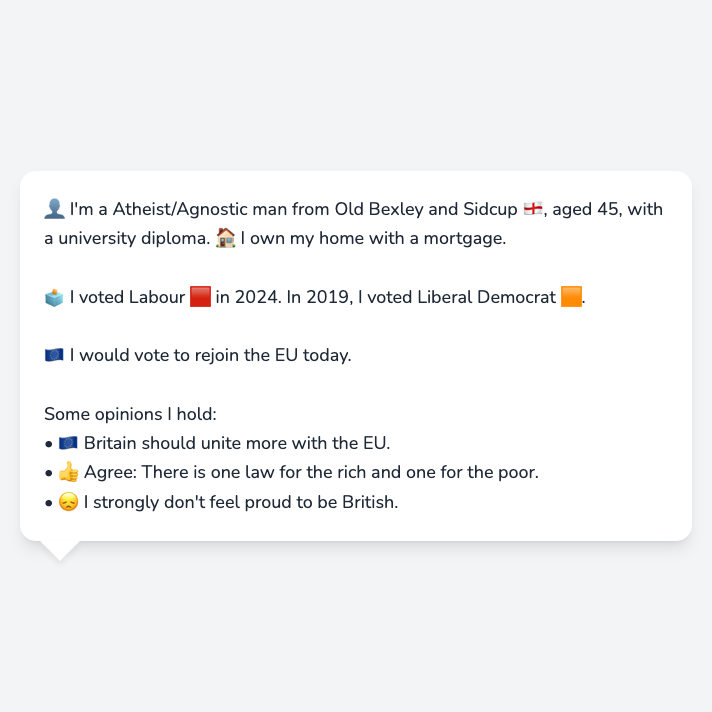 👤 I'm a Atheist/Agnostic man from Old Bexley and Sidcup 🏴󠁧󠁢󠁥󠁮󠁧󠁿, aged 45, with
a university diploma. 🏠 I own my home with a mortgage.
🗳️ I voted Labour 🟥 in 2024. In 2019, I voted Liberal Democrat 🟧.
🇪🇺 I would vote to rejoin the EU today.
Some opinions I hold:
• 🇪🇺 Britain should unite more with the EU.
• 👍 Agree: There is one law for the rich and one for the poor.
• 😞 I strongly don't feel proud to be British.